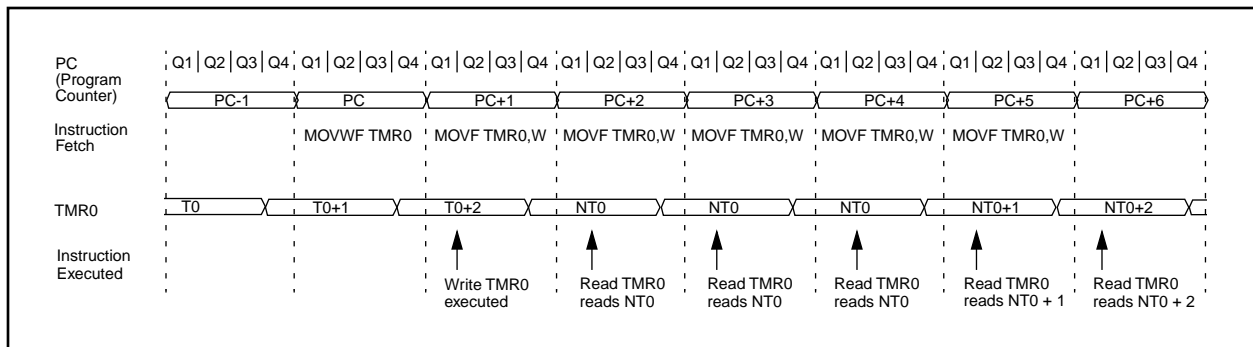 PC
(Program
Counter)
Q1 Q2 Q3 Q4 Q1 Q2 Q3 Q4 Q1 Q2 Q3 Q4 Q1 Q2 Q3 Q4 Q1 Q2 Q3 Q4 Q1 Q2 Q3 Q4 Q1 Q2 Q3 Q4 Q1 Q2 Q3 Q4
PC-1 PC PC+1 PC+2 PC+3 PC+4 PC+5 PC+6
Instruction
Fetch
MOVWF TMR0 MOVF TMR0,W MOVF TMR0,W MOVF TMR0,W MOVF TMR0,W MOVF TMR0,W
TMR0
T0 T0+1 T0+2 NT0 NT0 NT0 NT0+1 NT0+2
Instruction
Executed
Write TMR0
executed
Read TMR0
reads NT0
Read TMR0
reads NT0
Read TMR0
reads NT0
Read TMR0
reads NT0 + 1
Read TMR0
reads NT0 + 2